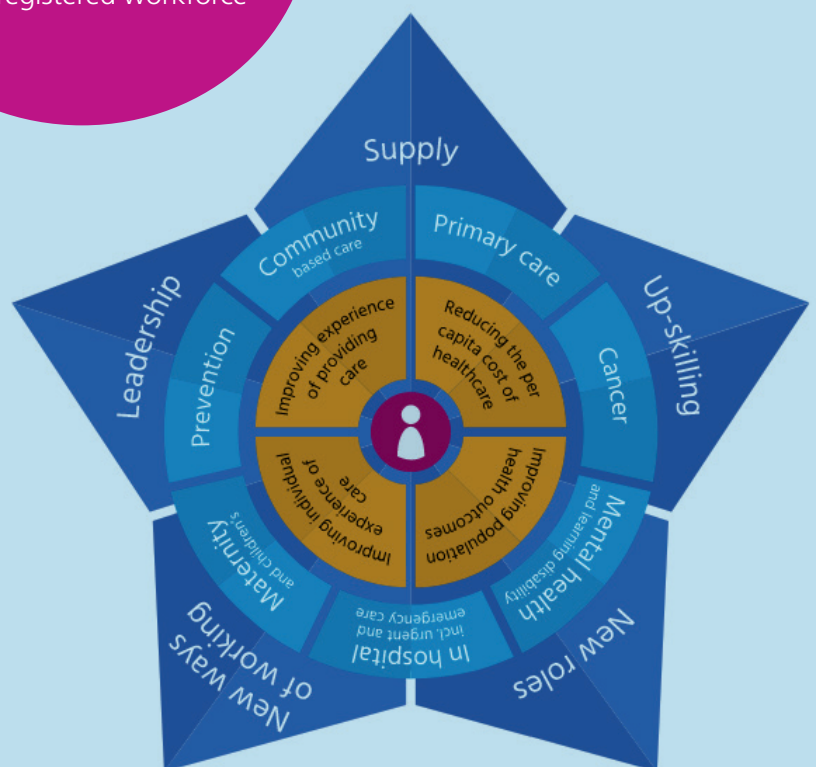 registered Workforce
Supply
Up-skilling
New roles
New ways
of working
Leadership
Community
based care
Primary care
Cancer
Mental health
and learning disability
In hospital
incl. urgent and
emergency care
Maternity
and children's
Prevention
Improving experience
of providing
care
Reducing the per
capita cost of
healthcare
Improving population
health outcomes
Improving individual
experience of
care